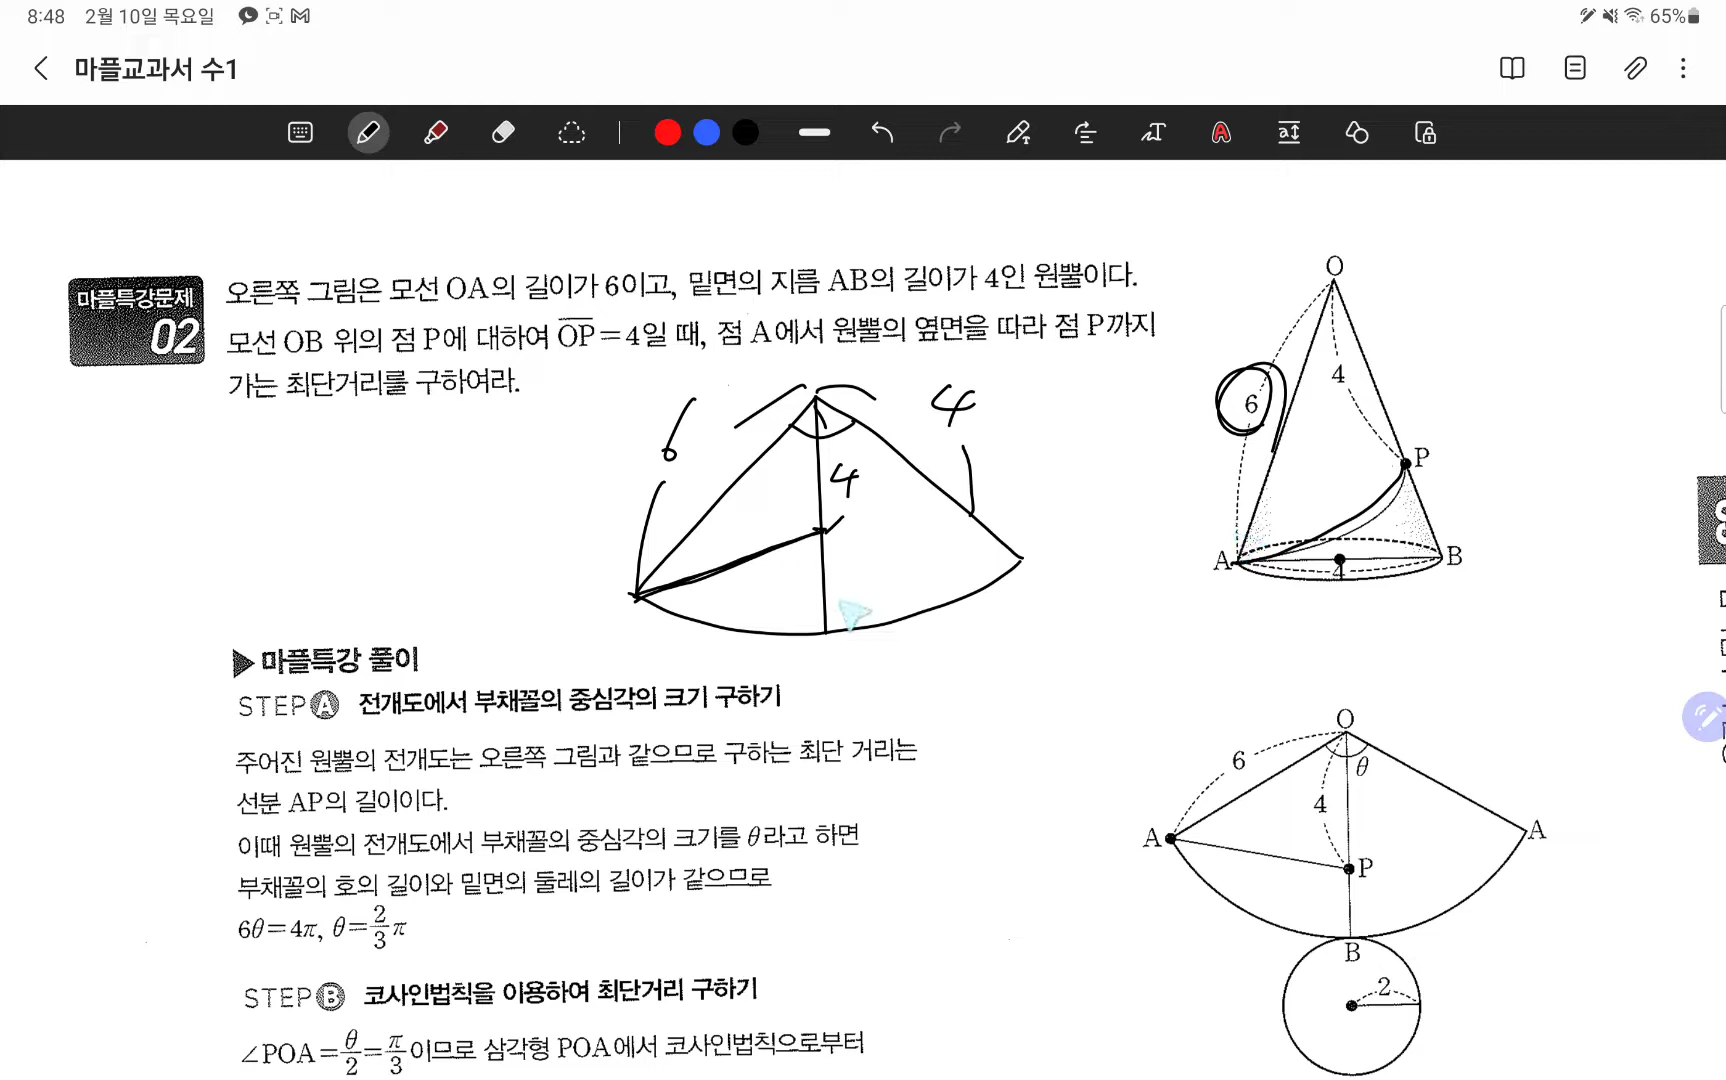 8:48 2월 10일 목요일
65%
마플교과서 수1
마플특강문제
02
오른쪽 그림은 모선 OA의 길이가 6이고, 밑면의 지름 AB의 길이가 4인 원뿔이다.
모선 OB 위의 점 P에 대하여 OP=4일 때, 점 A에서 원뿔의 옆면을 따라 점 P까지
가는 최단거리를 구하여라.
6
4
4
O
6
4
P
A
4
B
▶ 마플특강 풀이
STEP A 전개도에서 부채꼴의 중심각의 크기 구하기
주어진 원뿔의 전개도는 오른쪽 그림과 같으므로 구하는 최단 거리는
선분 AP의 길이이다.
이때 원뿔의 전개도에서 부채꼴의 중심각의 크기를 θ라고 하면
부채꼴의 호의 길이와 밑면의 둘레의 길이가 같으므로
6θ=4π, θ=2/3π
O
6
θ
4
A
P
A
B
2
STEP B 코사인법칙을 이용하여 최단거리 구하기
∠POA=θ/2=π/3이므로 삼각형 POA에서 코사인법칙으로부터